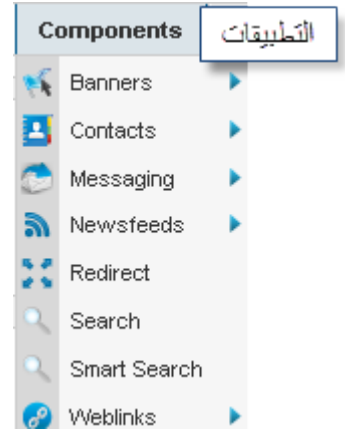 Components
التطبيقات
Banners
Contacts
Messaging
Newsfeeds
Redirect
Search
Smart Search
Weblinks